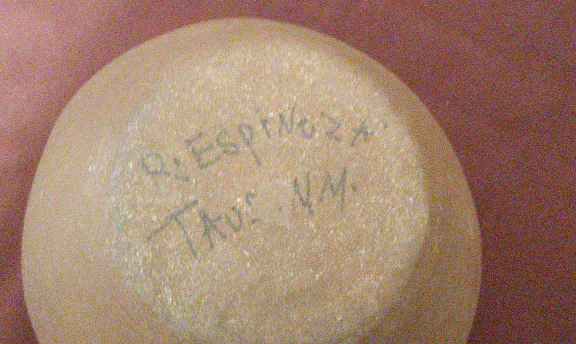 R. ESPINOZA
TAOS. NM.